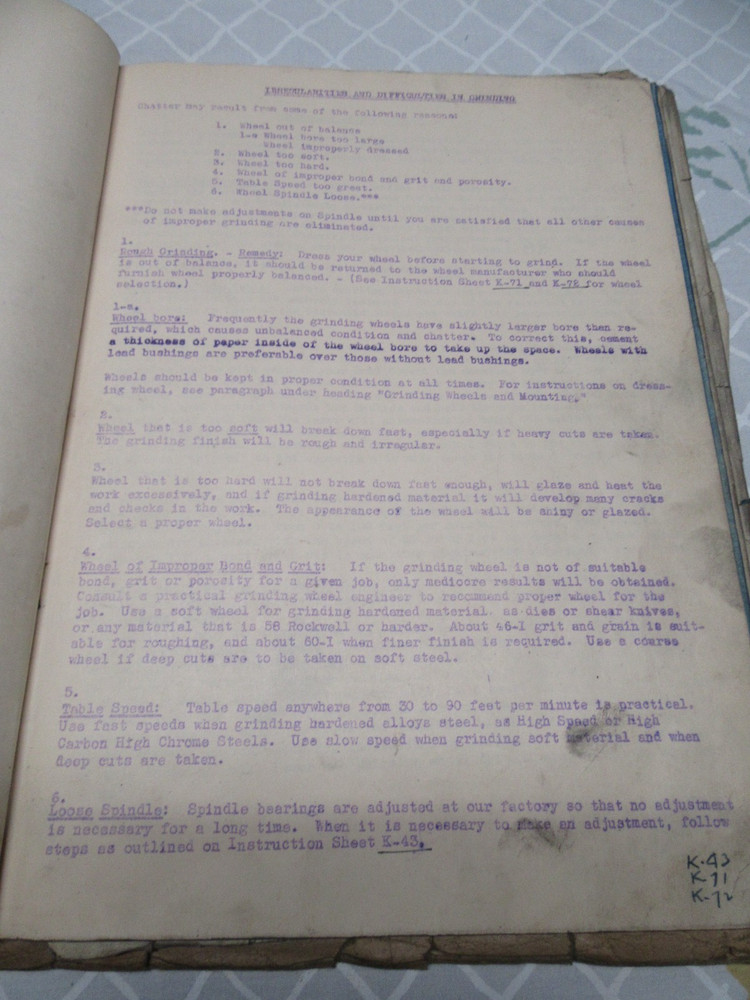 IRREGULARITIES AND DIFFICULTIES IN GRINDING
Chatter may result from some of the following reasons:
1. Wheel out of balance
1-a Wheel bore too large
Wheel improperly dressed
2. Wheel too soft.
3. Wheel too hard.
4. Wheel of improper bond and grit and porosity.
5. Table Speed too great.
6. Wheel Spindle Loose.***
***Do not make adjustments on Spindle until you are satisfied that all other causes
of improper grinding are eliminated.
1.
Rough Grinding. - Remedy: Dress your wheel before starting to grind. If the wheel
is out of balance, it should be returned to the wheel manufacturer who should
furnish wheel properly balanced. - (See Instruction Sheet K-71 and K-72 for wheel
selection.)
1-a.
Wheel bore: Frequently the grinding wheels have slightly larger bore than re-
quired, which causes unbalanced condition and chatter. To correct this, cement
a thickness of paper inside of the wheel bore to take up the space. Wheels with
lead bushings are preferable over those without lead bushings.
Wheels should be kept in proper condition at all times. For instructions on dress-
ing wheel, see paragraph under heading "Grinding Wheels and Mounting."
2.
Wheel that is too soft will break down fast, especially if heavy cuts are taken.
The grinding finish will be rough and irregular.
3.
Wheel that is too hard will not break down fast enough, will glaze and heat the
work excessively, and if grinding hardened material it will develop many cracks
and checks in the work. The appearance of the wheel will be shiny or glazed.
Select a proper wheel.
4.
Wheel of Improper Bond and Grit: If the grinding wheel is not of suitable
bond, grit or porosity for a given job, only mediocre results will be obtained.
Consult a practical grinding wheel engineer to recommend proper wheel for the
job. Use a soft wheel for grinding hardened material as dies or shear knives,
or any material that is 58 Rockwell or harder. About 46-I grit and grain is suit-
able for roughing, and about 60-I when finer finish is required. Use a coarse
wheel if deep cuts are to be taken on soft steel.
5.
Table Speed: Table speed anywhere from 30 to 90 feet per minute is practical.
Use fast speeds when grinding hardened alloys steel, as High Speed or High
Carbon High Chrome Steels. Use slow speed when grinding soft material and when
deep cuts are taken.
6.
Loose Spindle: Spindle bearings are adjusted at our factory so that no adjustment
is necessary for a long time. When it is necessary to make an adjustment, follow
steps as outlined on Instruction Sheet K-43.
K-43
K-71
K-72